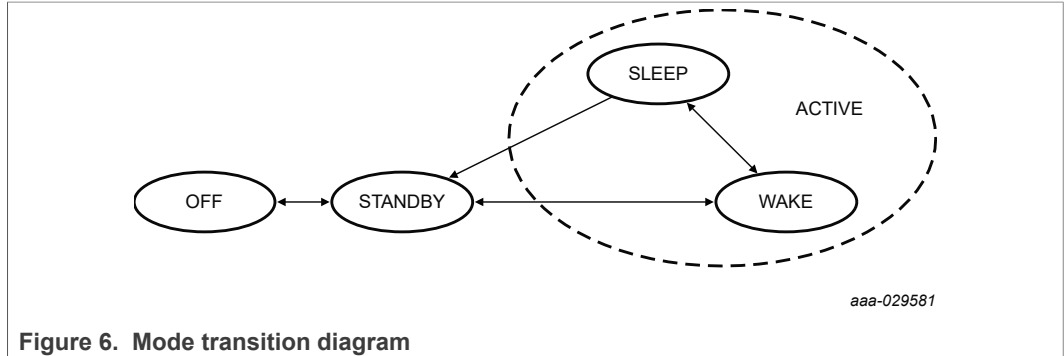 SLEEP
ACTIVE
OFF
STANDBY
WAKE
aaa-029581
Figure 6. Mode transition diagram